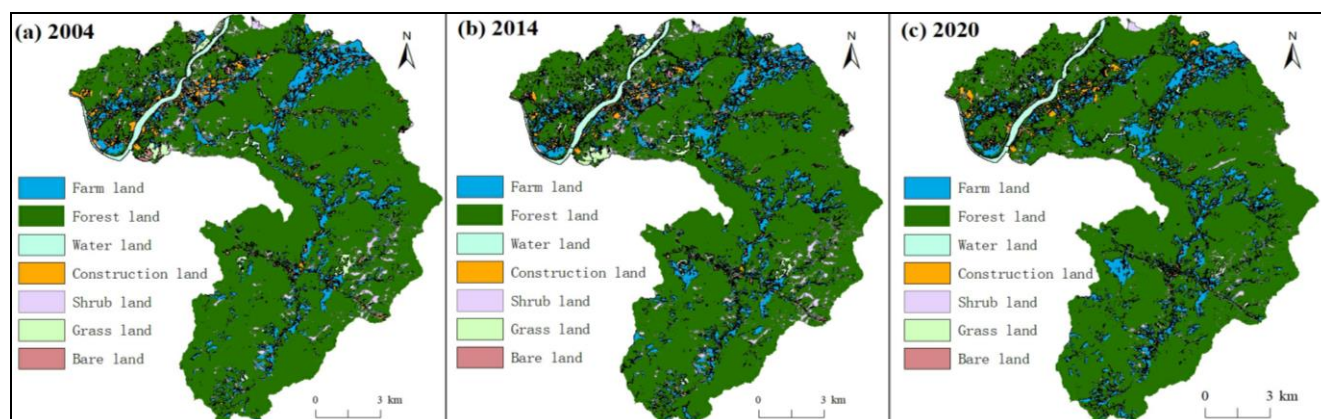 (a) 2004
N
Farm land
Forest land
Water land
Construction land
Shrub land
Grass land
Bare land
0 3 km
(b) 2014
N
Farm land
Forest land
Water land
Construction land
Shrub land
Grass land
Bare land
0 3 km
(c) 2020
N
Farm land
Forest land
Water land
Construction land
Shrub land
Grass land
Bare land
0 3 km